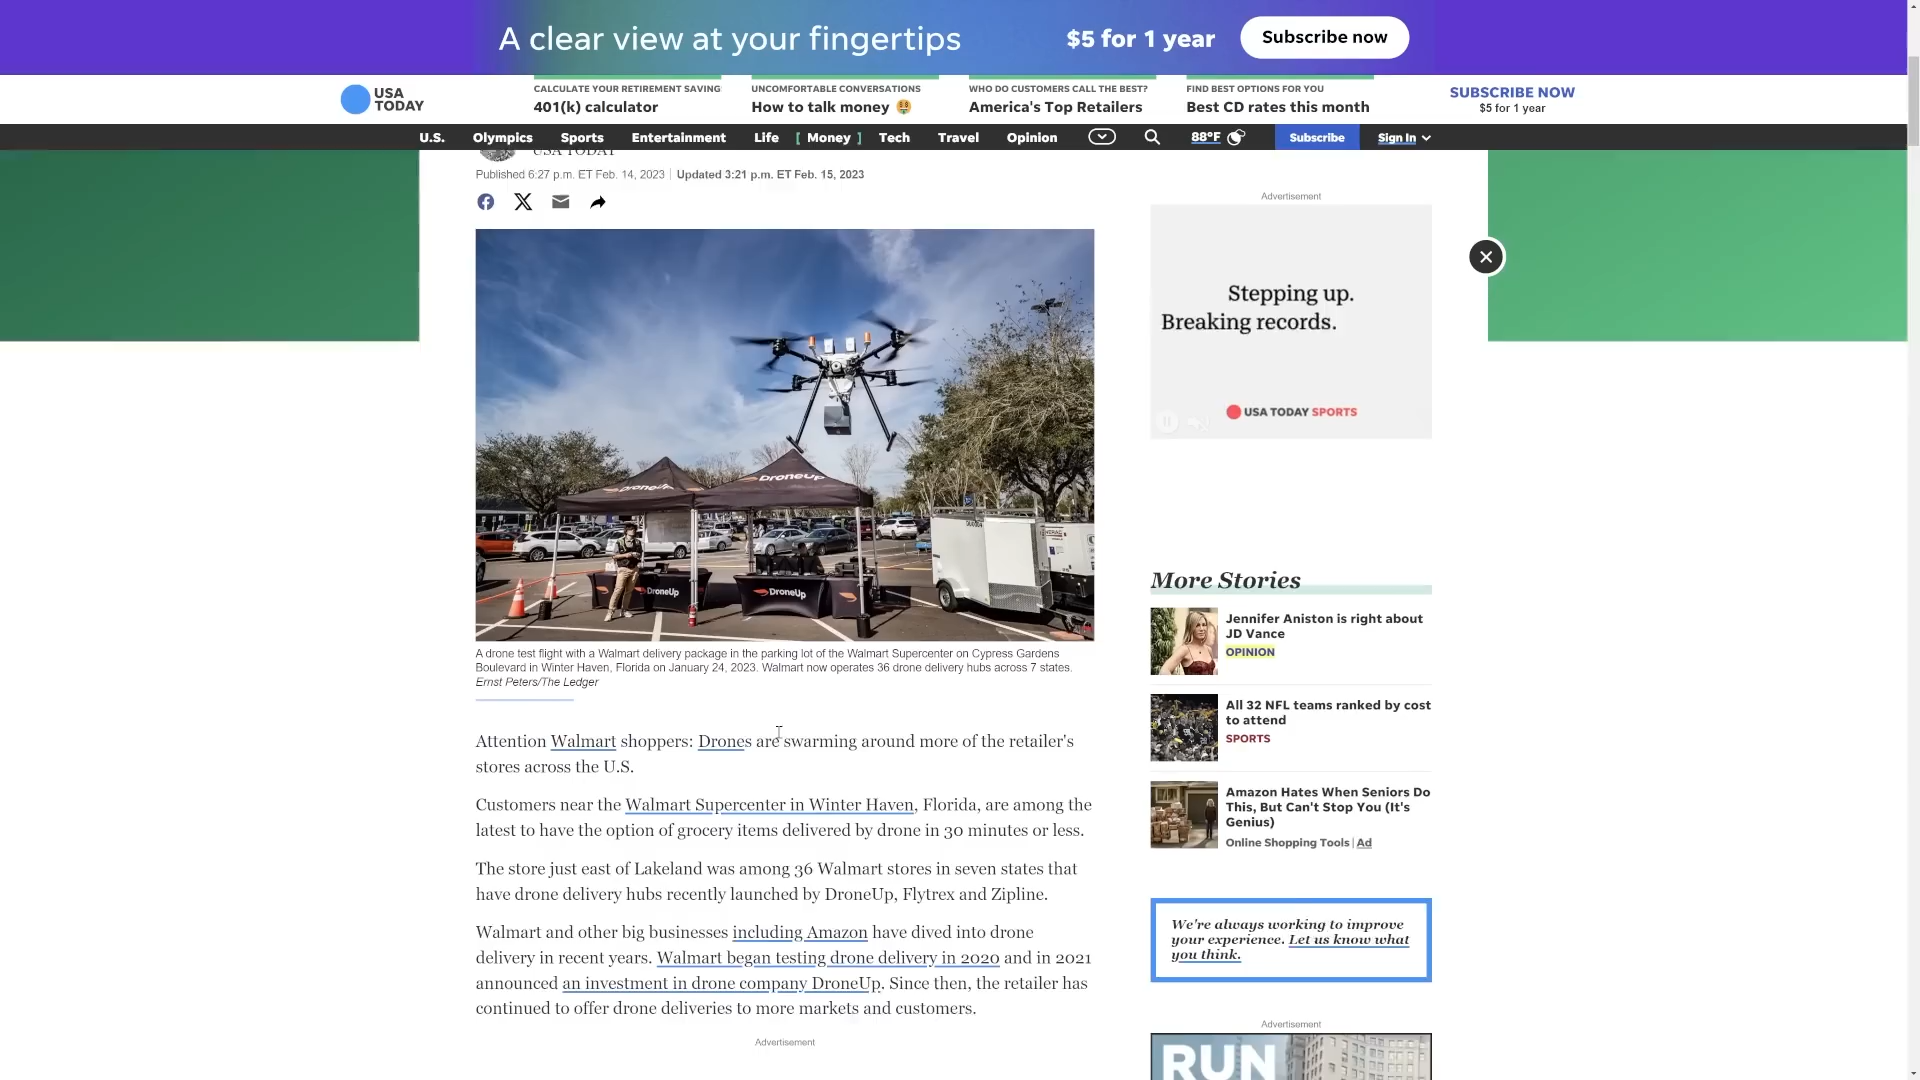 A clear view at your fingertips
$5 for 1 year
Subscribe now
USA
TODAY
CALCULATE YOUR RETIREMENT SAVING
401(k) calculator
UNCOMFORTABLE CONVERSATIONS
How to talk money 🤑
WHO DO CUSTOMERS CALL THE BEST?
America's Top Retailers
FIND BEST OPTIONS FOR YOU
Best CD rates this month
SUBSCRIBE NOW
$5 for 1 year
U.S. Olympics Sports Entertainment Life [ Money ] Tech Travel Opinion 88°F Subscribe Sign In
USA TODAY
Published 6:27 p.m. ET Feb. 14, 2023 | Updated 3:21 p.m. ET Feb. 15, 2023
DroneUp
DroneUp
DroneUp
DroneUp
A drone test flight with a Walmart delivery package in the parking lot of the Walmart Supercenter on Cypress Gardens
Boulevard in Winter Haven, Florida on January 24, 2023. Walmart now operates 36 drone delivery hubs across 7 states.
Ernst Peters/The Ledger
Attention Walmart shoppers: Drones are swarming around more of the retailer's
stores across the U.S.
Customers near the Walmart Supercenter in Winter Haven, Florida, are among the
latest to have the option of grocery items delivered by drone in 30 minutes or less.
The store just east of Lakeland was among 36 Walmart stores in seven states that
have drone delivery hubs recently launched by DroneUp, Flytrex and Zipline.
Walmart and other big businesses including Amazon have dived into drone
delivery in recent years. Walmart began testing drone delivery in 2020 and in 2021
announced an investment in drone company DroneUp. Since then, the retailer has
continued to offer drone deliveries to more markets and customers.
Advertisement
Advertisement
Stepping up.
Breaking records.
USA TODAY SPORTS
More Stories
Jennifer Aniston is right about
JD Vance
OPINION
All 32 NFL teams ranked by cost
to attend
SPORTS
Amazon Hates When Seniors Do
This, But Can't Stop You (It's
Genius)
Online Shopping Tools | Ad
We're always working to improve
your experience. Let us know what
you think.
Advertisement
RUN